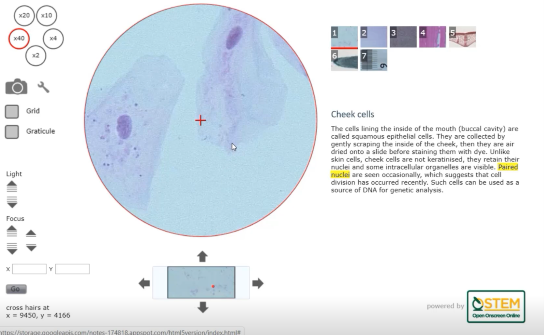 x20
x10
x40
x4
x2
Grid
Graticule
Light
Focus
X
Y
Go
cross hairs at
x = 9450, y = 4166
1
2
3
4
5
6
7
9
Cheek cells
The cells lining the inside of the mouth (buccal cavity) are
called squamous epithelial cells. They are collected by
gently scraping the inside of the cheek, then they are air
dried onto a slide before staining them with dye. Unlike
skin cells, cheek cells are not keratinised, they retain their
nuclei and some intracellular organelles are visible. Paired
nuclei are seen occasionally, which suggests that cell
division has occurred recently. Such cells can be used as a
source of DNA for genetic analysis.
powered by
OSTEM
Open Onscreen Online
https://storage.googleapis.com/notes-174818.appspot.com/html5version/index.html#